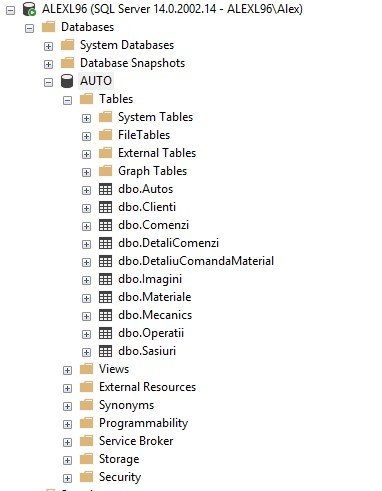 ALEXL96 (SQL Server 14.0.2002.14 - ALEXL96\Alex)
Databases
System Databases
Database Snapshots
AUTO
Tables
System Tables
FileTables
External Tables
Graph Tables
dbo.Autos
dbo.Clienti
dbo.Comenzi
dbo.DetaliComenzi
dbo.DetaliuComandaMaterial
dbo.Imagini
dbo.Materiale
dbo.Mecanics
dbo.Operatii
dbo.Sasiuri
Views
External Resources
Synonyms
Programmability
Service Broker
Storage
Security